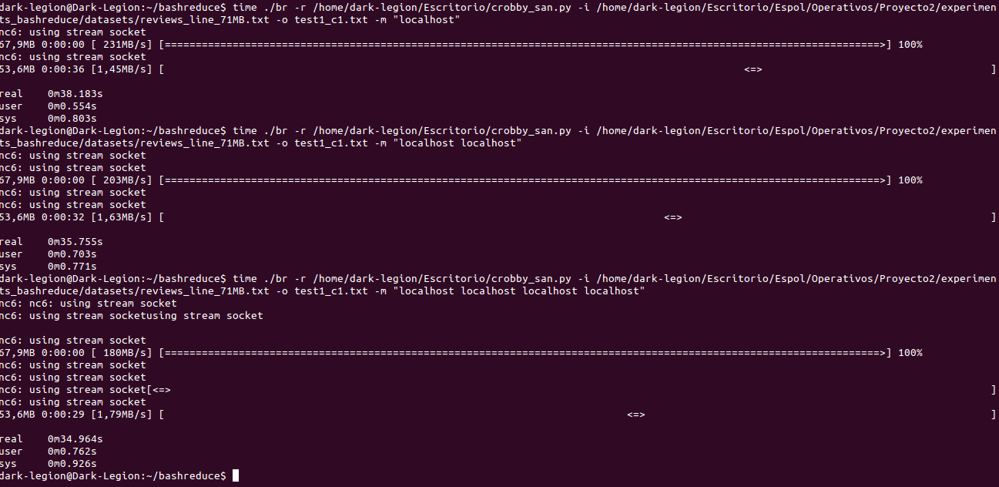 dark-legion@Dark-Legion:~/bashreduce$ time ./br -r /home/dark-legion/Escritorio/crobby_san.py -i /home/dark-legion/Escritorio/Espol/Operativos/Proyecto2/experimen
ts_bashreduce/datasets/reviews_line_71MB.txt -o test1_c1.txt -m "localhost"
nc6: using stream socket
67,9MB 0:00:00 [ 231MB/s] [====================================================================================================================>] 100%
nc6: using stream socket
53,6MB 0:00:36 [1,45MB/s] [                                                                                              <=>                                     ]
real    0m38.183s
user    0m0.554s
sys     0m0.803s
dark-legion@Dark-Legion:~/bashreduce$ time ./br -r /home/dark-legion/Escritorio/crobby_san.py -i /home/dark-legion/Escritorio/Espol/Operativos/Proyecto2/experimen
ts_bashreduce/datasets/reviews_line_71MB.txt -o test1_c1.txt -m "localhost localhost"
nc6: using stream socket
nc6: using stream socket
67,9MB 0:00:00 [ 203MB/s] [====================================================================================================================>] 100%
nc6: using stream socket
nc6: using stream socket
53,6MB 0:00:32 [1,63MB/s] [                                                                                 <=>                                                  ]
real    0m35.755s
user    0m0.703s
sys     0m0.771s
dark-legion@Dark-Legion:~/bashreduce$ time ./br -r /home/dark-legion/Escritorio/crobby_san.py -i /home/dark-legion/Escritorio/Espol/Operativos/Proyecto2/experimen
ts_bashreduce/datasets/reviews_line_71MB.txt -o test1_c1.txt -m "localhost localhost localhost localhost"
nc6: nc6: using stream socket
nc6: using stream socketusing stream socket
nc6: using stream socket
67,9MB 0:00:00 [ 180MB/s] [====================================================================================================================>] 100%
nc6: using stream socket
nc6: using stream socket
nc6: using stream socket[<=>                                                                                                                                     ]
nc6: using stream socket
53,6MB 0:00:29 [1,79MB/s] [                                                                           <=>                                                        ]
real    0m34.964s
user    0m0.762s
sys     0m0.926s
dark-legion@Dark-Legion:~/bashreduce$